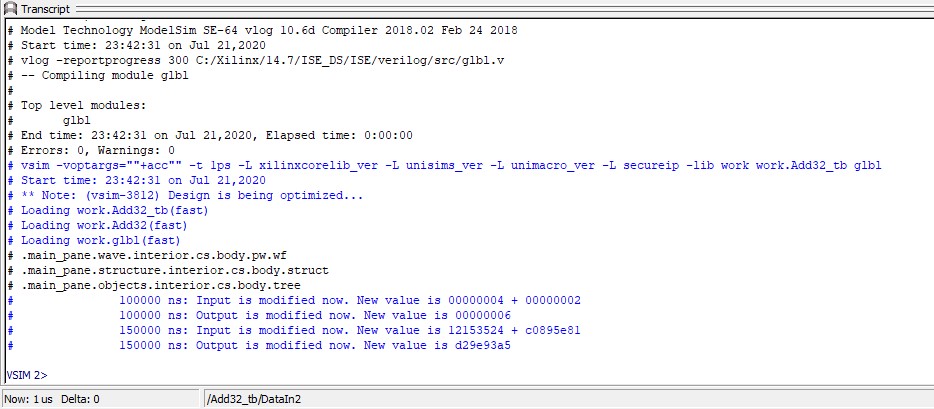 Transcript
# Model Technology ModelSim SE-64 vlog 10.6d Compiler 2018.02 Feb 24 2018
# Start time: 23:42:31 on Jul 21,2020
# vlog -reportprogress 300 C:/Xilinx/14.7/ISE_DS/ISE/verilog/src/glbl.v
# -- Compiling module glbl
#
# Top level modules:
#       glbl
# End time: 23:42:31 on Jul 21,2020, Elapsed time: 0:00:00
# Errors: 0, Warnings: 0
# vsim -voptargs=""+acc"" -t 1ps -L xilinxcorelib_ver -L unisims_ver -L unimacro_ver -L secureip -lib work work.Add32_tb glbl
# Start time: 23:42:31 on Jul 21,2020
# ** Note: (vsim-3812) Design is being optimized...
# Loading work.Add32_tb(fast)
# Loading work.Add32(fast)
# Loading work.glbl(fast)
# .main_pane.wave.interior.cs.body.pw.wf
# .main_pane.structure.interior.cs.body.struct
# .main_pane.objects.interior.cs.body.tree
#              100000 ns: Input is modified now. New value is 00000004 + 00000002
#              100000 ns: Output is modified now. New value is 00000006
#              150000 ns: Input is modified now. New value is 12153524 + c0895e81
#              150000 ns: Output is modified now. New value is d29e93a5
VSIM 2>
Now: 1 us  Delta: 0 /Add32_tb/DataIn2